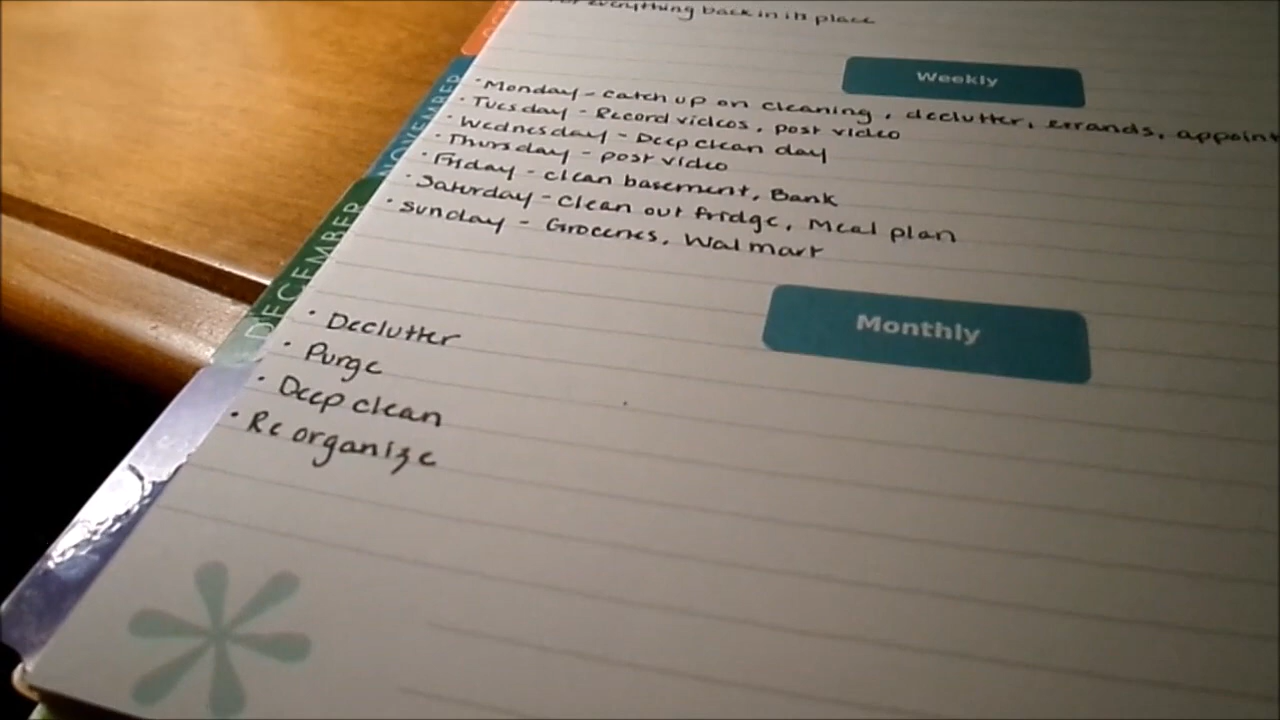 everything back in its place
Weekly
· Monday - catch up on cleaning, declutter, errands, appoint
· Tuesday - Record videos, post video
· Wednesday - Deep clean day
· Thursday - post video
· Friday - clean basement, Bank
· Saturday - clean out fridge, Meal plan
· Sunday - Groceries, Walmart
Monthly
· Declutter
· Purge
· Deep clean
· Re organize
NOVEMBER
DECEMBER